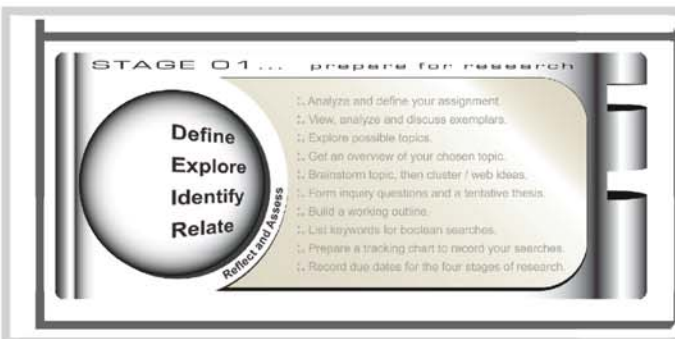 STAGE 01... prepare for research
Define
Explore
Identify
Relate
Reflect and Assess
:. Analyze and define your assignment.
:. View, analyze and discuss exemplars.
:. Explore possible topics.
:. Get an overview of your chosen topic.
:. Brainstorm topic, then cluster / web ideas.
:. Form inquiry questions and a tentative thesis.
:. Build a working outline.
:. List keywords for boolean searches.
:. Prepare a tracking chart to record your searches.
:. Record due dates for the four stages of research.